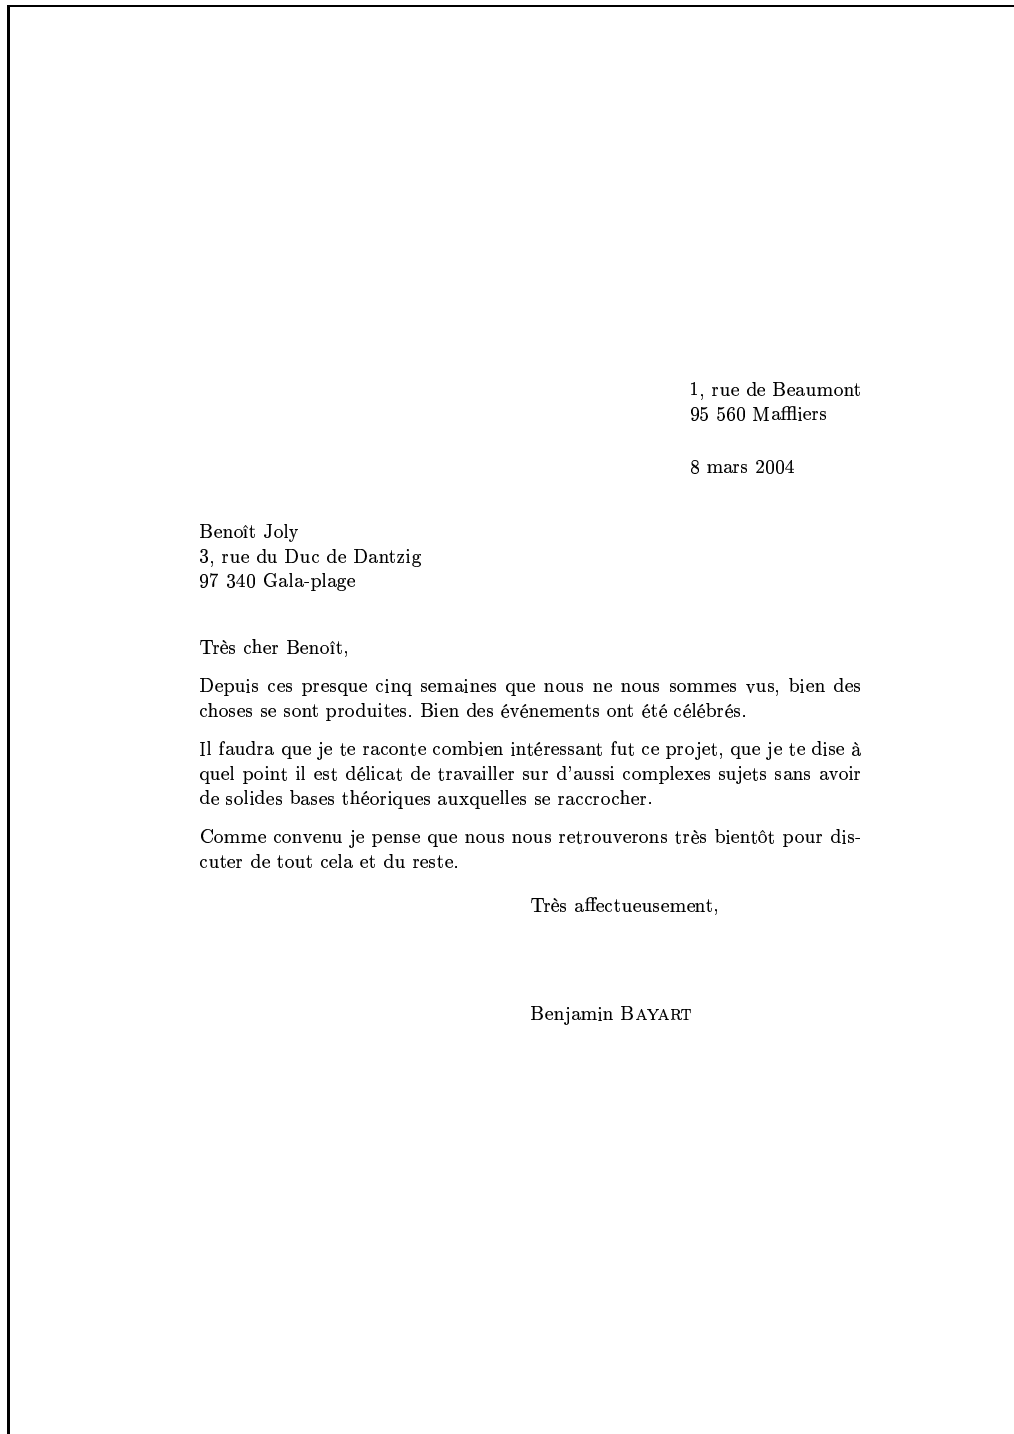 1, rue de Beaumont
95 560 Maffliers
8 mars 2004
Benoît Joly
3, rue du Duc de Dantzig
97 340 Gala-plage
Très cher Benoît,
Depuis ces presque cinq semaines que nous ne nous sommes vus, bien des
choses se sont produites. Bien des événements ont été célébrés.
Il faudra que je te raconte combien intéressant fut ce projet, que je te dise à
quel point il est délicat de travailler sur d'aussi complexes sujets sans avoir
de solides bases théoriques auxquelles se raccrocher.
Comme convenu je pense que nous nous retrouverons très bientôt pour dis-
cuter de tout cela et du reste.
Très affectueusement,
Benjamin BAYART